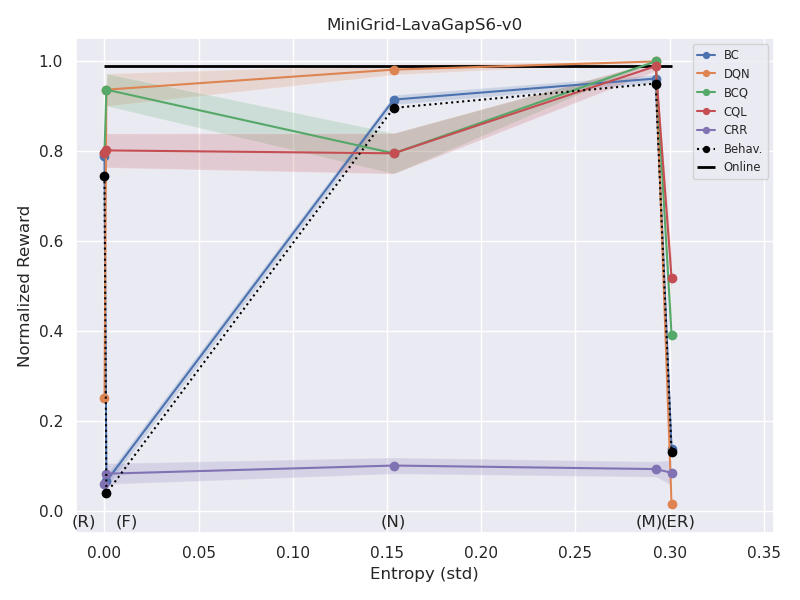 MiniGrid-LavaGapS6-v0
Normalized Reward
1.0
0.8
0.6
0.4
0.2
0.0
BC
DQN
BCQ
CQL
CRR
Behav.
Online
(R) (F) (N) (M)(ER)
0.00 0.05 0.10 0.15 0.20 0.25 0.30 0.35
Entropy (std)